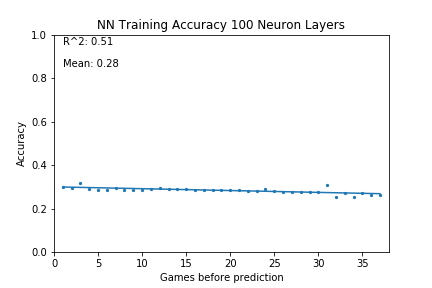 NN Training Accuracy 100 Neuron Layers
R^2: 0.51
Mean: 0.28
1.0
0.8
0.6
0.4
0.2
0.0
Accuracy
0 5 10 15 20 25 30 35
Games before prediction